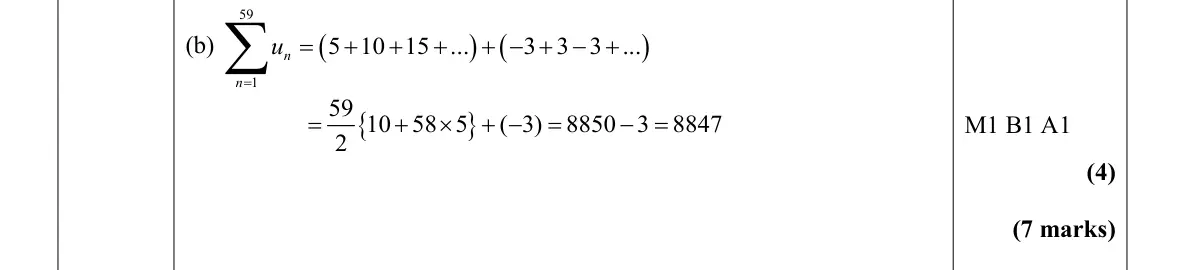 (b) \sum_{n=1}^{59} u_n = (5+10+15+...)+(−3+3−3+...)
= \frac{59}{2}{10+58×5}+(−3)=8850−3=8847 M1 B1 A1
(4)
(7 marks)